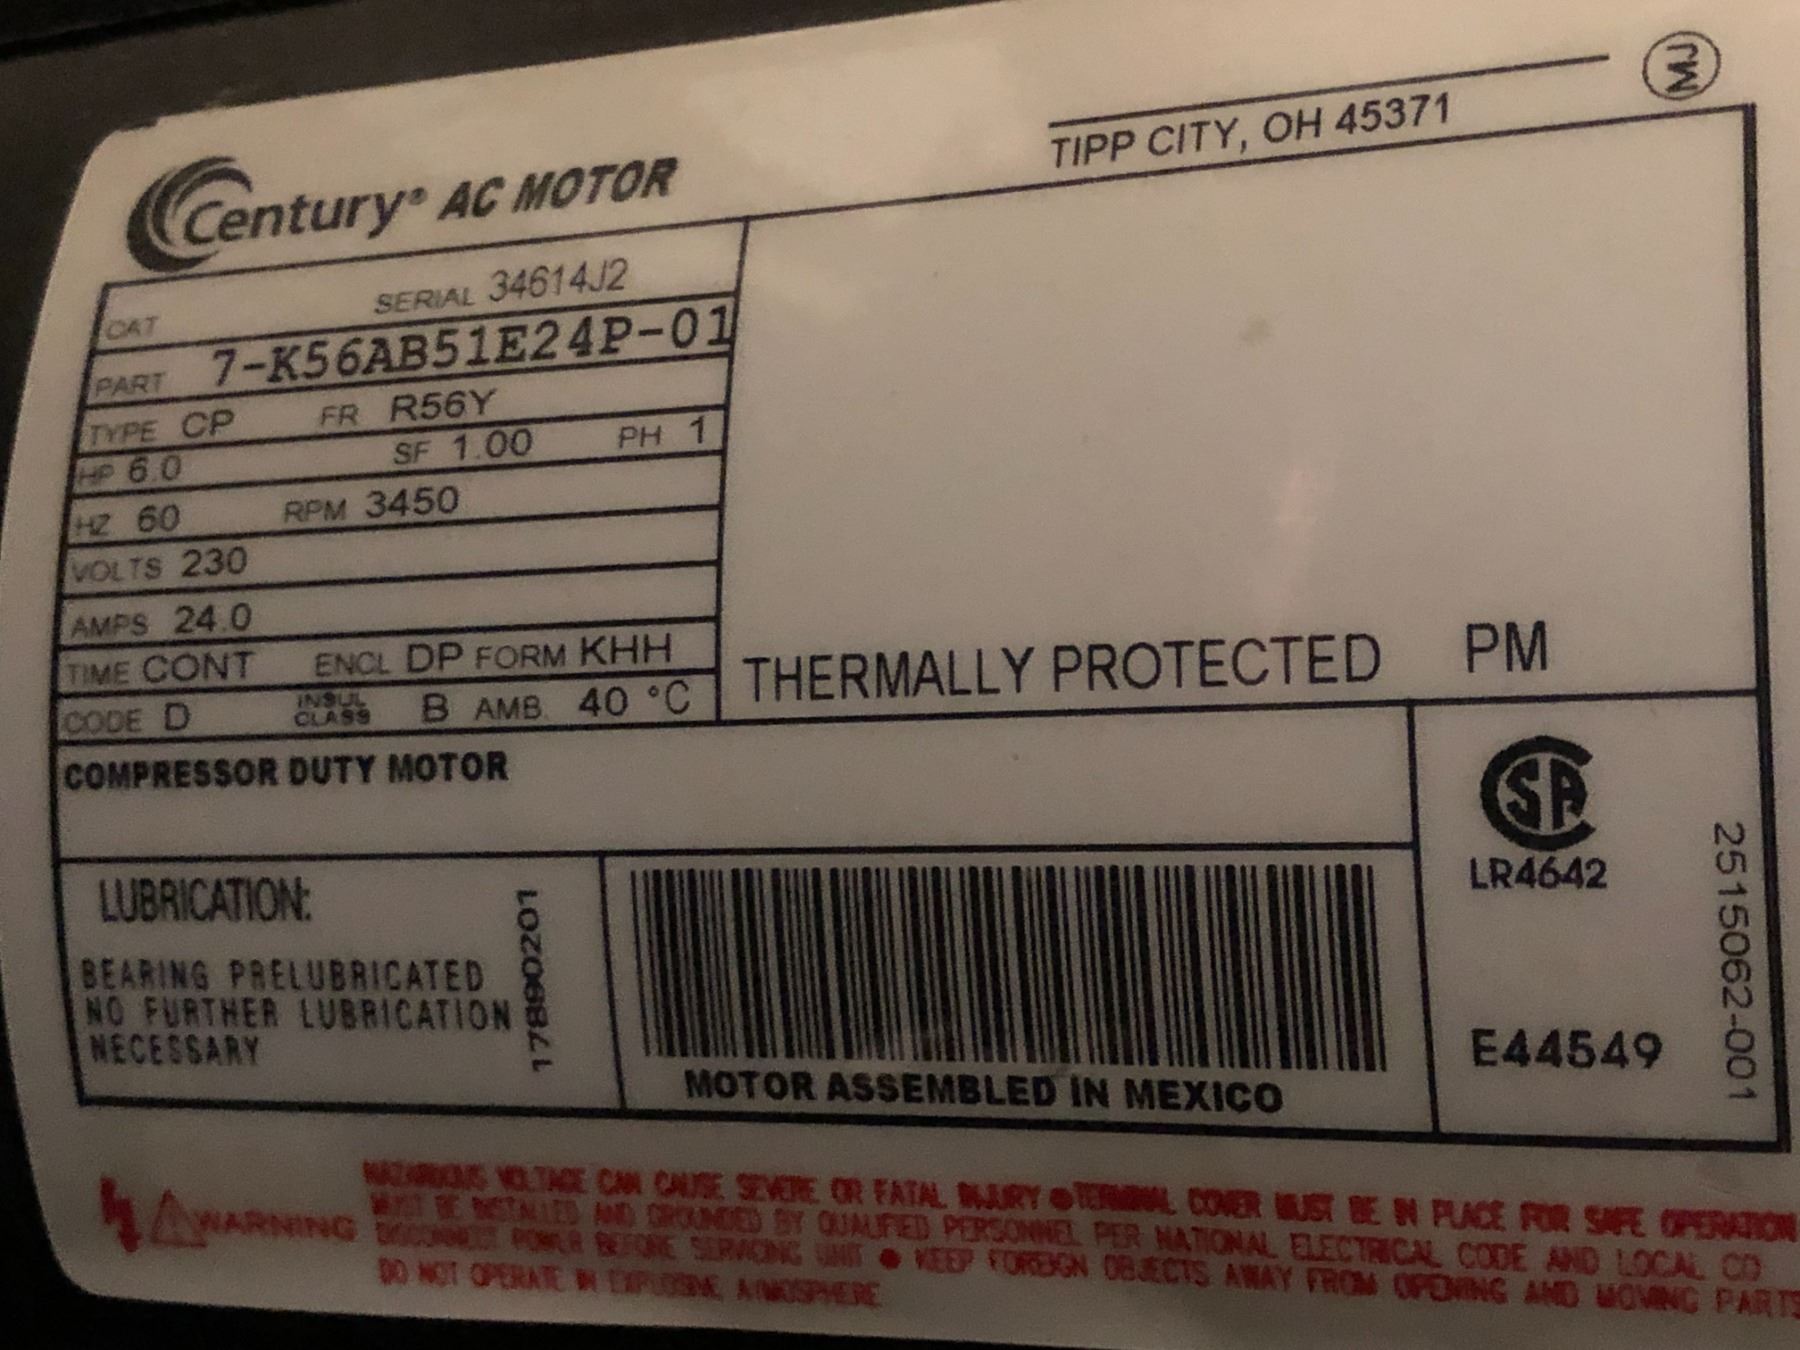 Century® AC MOTOR
TIPP CITY, OH 45371
MJ
CAT SERIAL 34614J2
PART 7-K56AB51E24P-01
TYPE CP FR R56Y
HP 6.0 SF 1.00 PH 1
HZ 60 RPM 3450
VOLTS 230
AMPS 24.0
TIME CONT ENCL DP FORM KHH
CODE D INSUL CLASS B AMB. 40 °C
THERMALLY PROTECTED PM
COMPRESSOR DUTY MOTOR
LUBRICATION:
BEARING PRELUBRICATED
NO FURTHER LUBRICATION
NECESSARY
1789O201
MOTOR ASSEMBLED IN MEXICO
SA
LR4642
E44549
2515062-001
WARNING
HAZARDOUS VOLTAGE CAN CAUSE SEVERE OR FATAL INJURY ● TERMINAL COVER MUST BE IN PLACE FOR SAFE OPERATION
MUST BE INSTALLED AND GROUNDED BY QUALIFIED PERSONNEL PER NATIONAL ELECTRICAL CODE AND LOCAL CO
DISCONNECT POWER BEFORE SERVICING UNIT ● KEEP FOREIGN OBJECTS AWAY FROM OPENING AND MOVING PARTS
DO NOT OPERATE IN EXPLOSIVE ATMOSPHERE